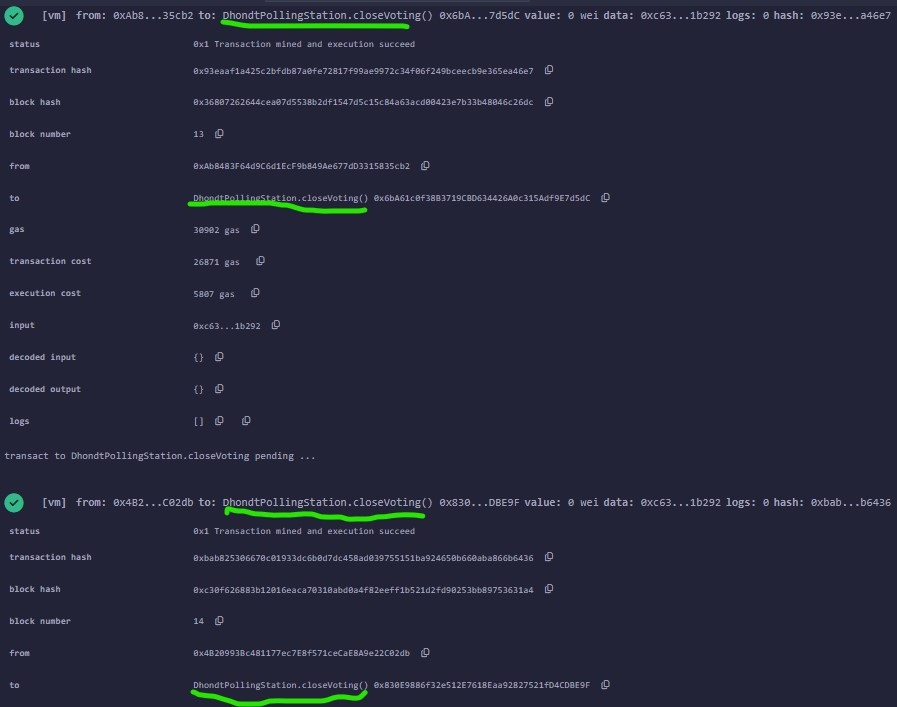 [vm] from: 0xAb8...35cb2 to: DhondtPollingStation.closeVoting() 0x6bA...7d5dC value: 0 wei data: 0xc63...1b292 logs: 0 hash: 0x93e...a46e7
status 0x1 Transaction mined and execution succeed
transaction hash 0x93eaaf1a425c2bfdb87a0fe72817f99ae9972c34f06f249bceecb9e365ea46e7
block hash 0x36807262644cea07d5538b2df1547d5c15c84a63acd00423e7b33b48046c26dc
block number 13
from 0xAb8483F64d9C6d1EcF9b849Ae677dD3315835cb2
to DhondtPollingStation.closeVoting() 0x6bA61c0f38B3719CBD634426A0c315Adf9E7d5dC
gas 30902 gas
transaction cost 26871 gas
execution cost 5807 gas
input 0xc63...1b292
decoded input {}
decoded output {}
logs []
transact to DhondtPollingStation.closeVoting pending ...
[vm] from: 0x4B2...C02db to: DhondtPollingStation.closeVoting() 0x830...DBE9F value: 0 wei data: 0xc63...1b292 logs: 0 hash: 0xbab...b6436
status 0x1 Transaction mined and execution succeed
transaction hash 0xbab825306670c01933dc6b0d7dc458ad039755151ba924650b660aba866b6436
block hash 0xc30f626883b12016eaca70310abd0a4f82eeff1b521d2fd90253bb89753631a4
block number 14
from 0x4B20993Bc481177ec7E8f571ceCaE8A9e22C02db
to DhondtPollingStation.closeVoting() 0x830E9886f32e512E7618Eaa92827521fD4CDBE9F